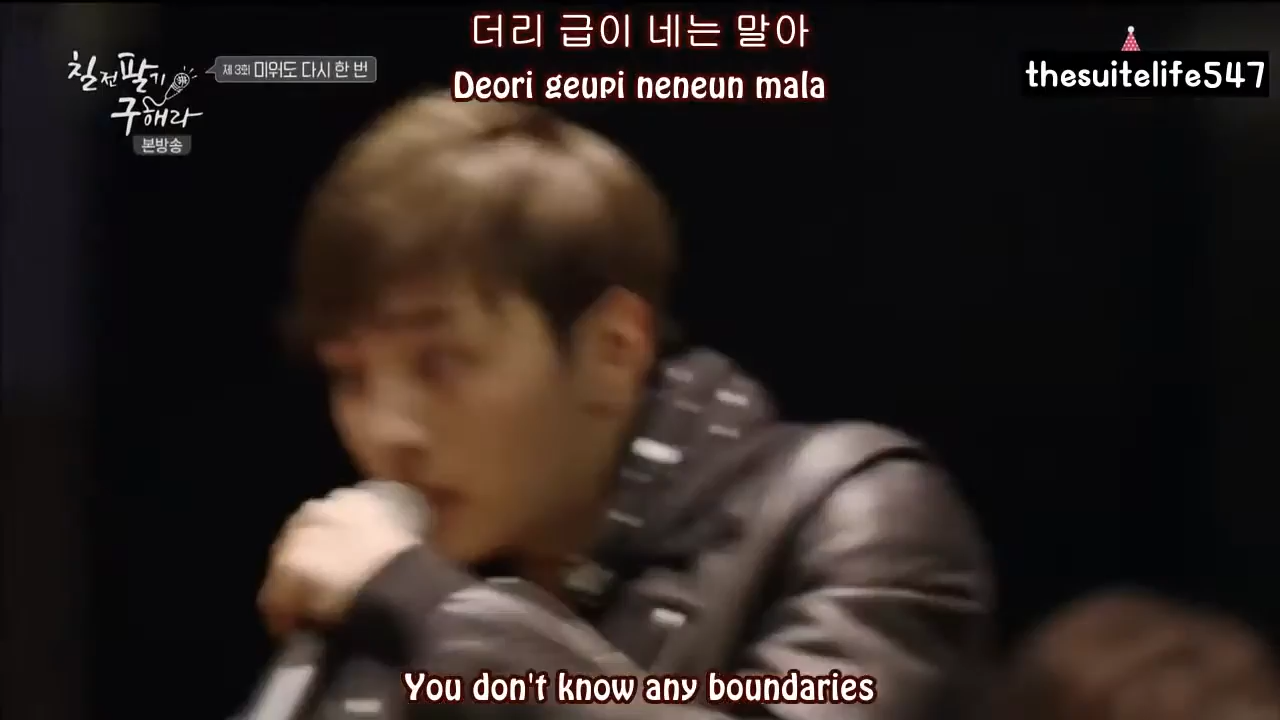 더리 급이 네는 말아
Deori geupi neneun mala
칠전팔기
구해라
본방송
제3회 미워도 다시 한 번
thesuitelife547
You don't know any boundaries